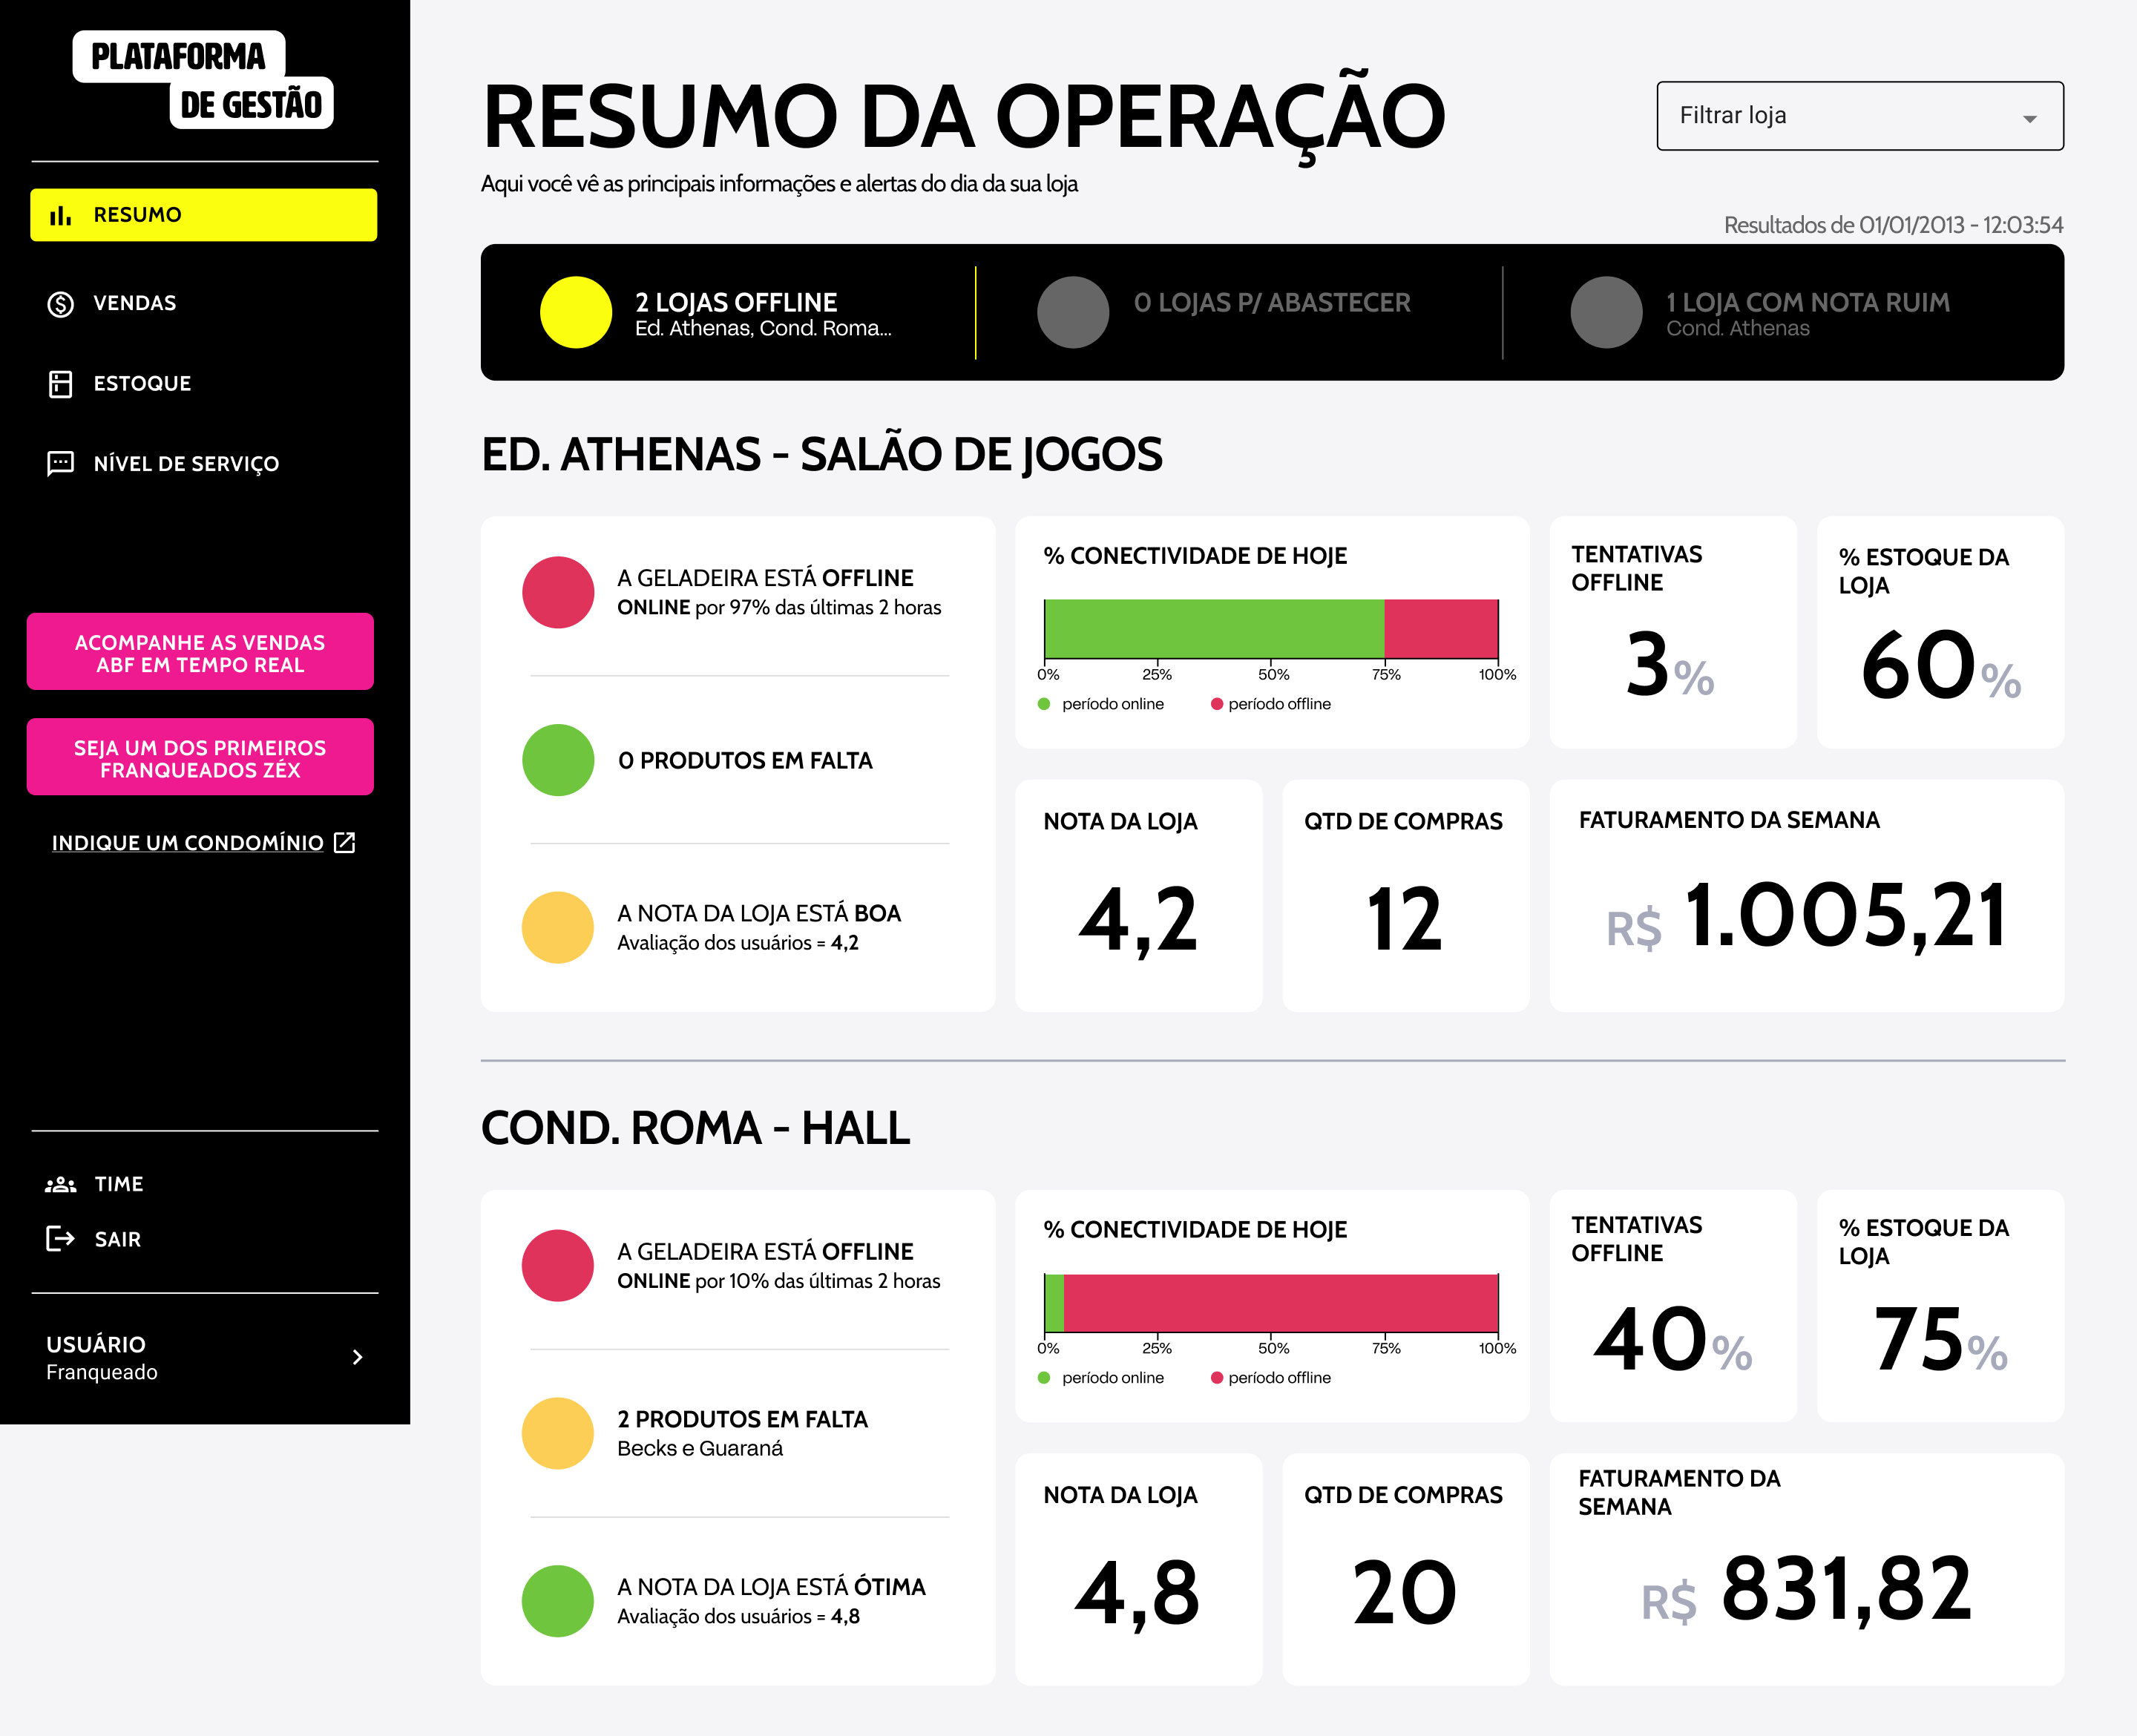 PLATAFORMA
DE GESTÃO
RESUMO
VENDAS
ESTOQUE
NÍVEL DE SERVIÇO
ACOMPANHE AS VENDAS
ABF EM TEMPO REAL
SEJA UM DOS PRIMEIROS
FRANQUEADOS ZÉX
INDIQUE UM CONDOMÍNIO
TIME
SAIR
USUÁRIO
Franqueado
RESUMO DA OPERAÇÃO
Aqui você vê as principais informações e alertas do dia da sua loja
Filtrar loja
Resultados de 01/01/2013 - 12:03:54
2 LOJAS OFFLINE
Ed. Athenas, Cond. Roma...
0 LOJAS P/ ABASTECER
1 LOJA COM NOTA RUIM
Cond. Athenas
ED. ATHENAS - SALÃO DE JOGOS
A GELADEIRA ESTÁ OFFLINE
ONLINE por 97% das últimas 2 horas
0 PRODUTOS EM FALTA
A NOTA DA LOJA ESTÁ BOA
Avaliação dos usuários = 4,2
% CONECTIVIDADE DE HOJE
0% 25% 50% 75% 100%
período online período offline
TENTATIVAS
OFFLINE
3%
% ESTOQUE DA
LOJA
60%
NOTA DA LOJA
4,2
QTD DE COMPRAS
12
FATURAMENTO DA SEMANA
R$ 1.005,21
COND. ROMA - HALL
A GELADEIRA ESTÁ OFFLINE
ONLINE por 10% das últimas 2 horas
2 PRODUTOS EM FALTA
Becks e Guaraná
A NOTA DA LOJA ESTÁ ÓTIMA
Avaliação dos usuários = 4,8
% CONECTIVIDADE DE HOJE
0% 25% 50% 75% 100%
período online período offline
TENTATIVAS
OFFLINE
40%
% ESTOQUE DA
LOJA
75%
NOTA DA LOJA
4,8
QTD DE COMPRAS
20
FATURAMENTO DA
SEMANA
R$ 831,82